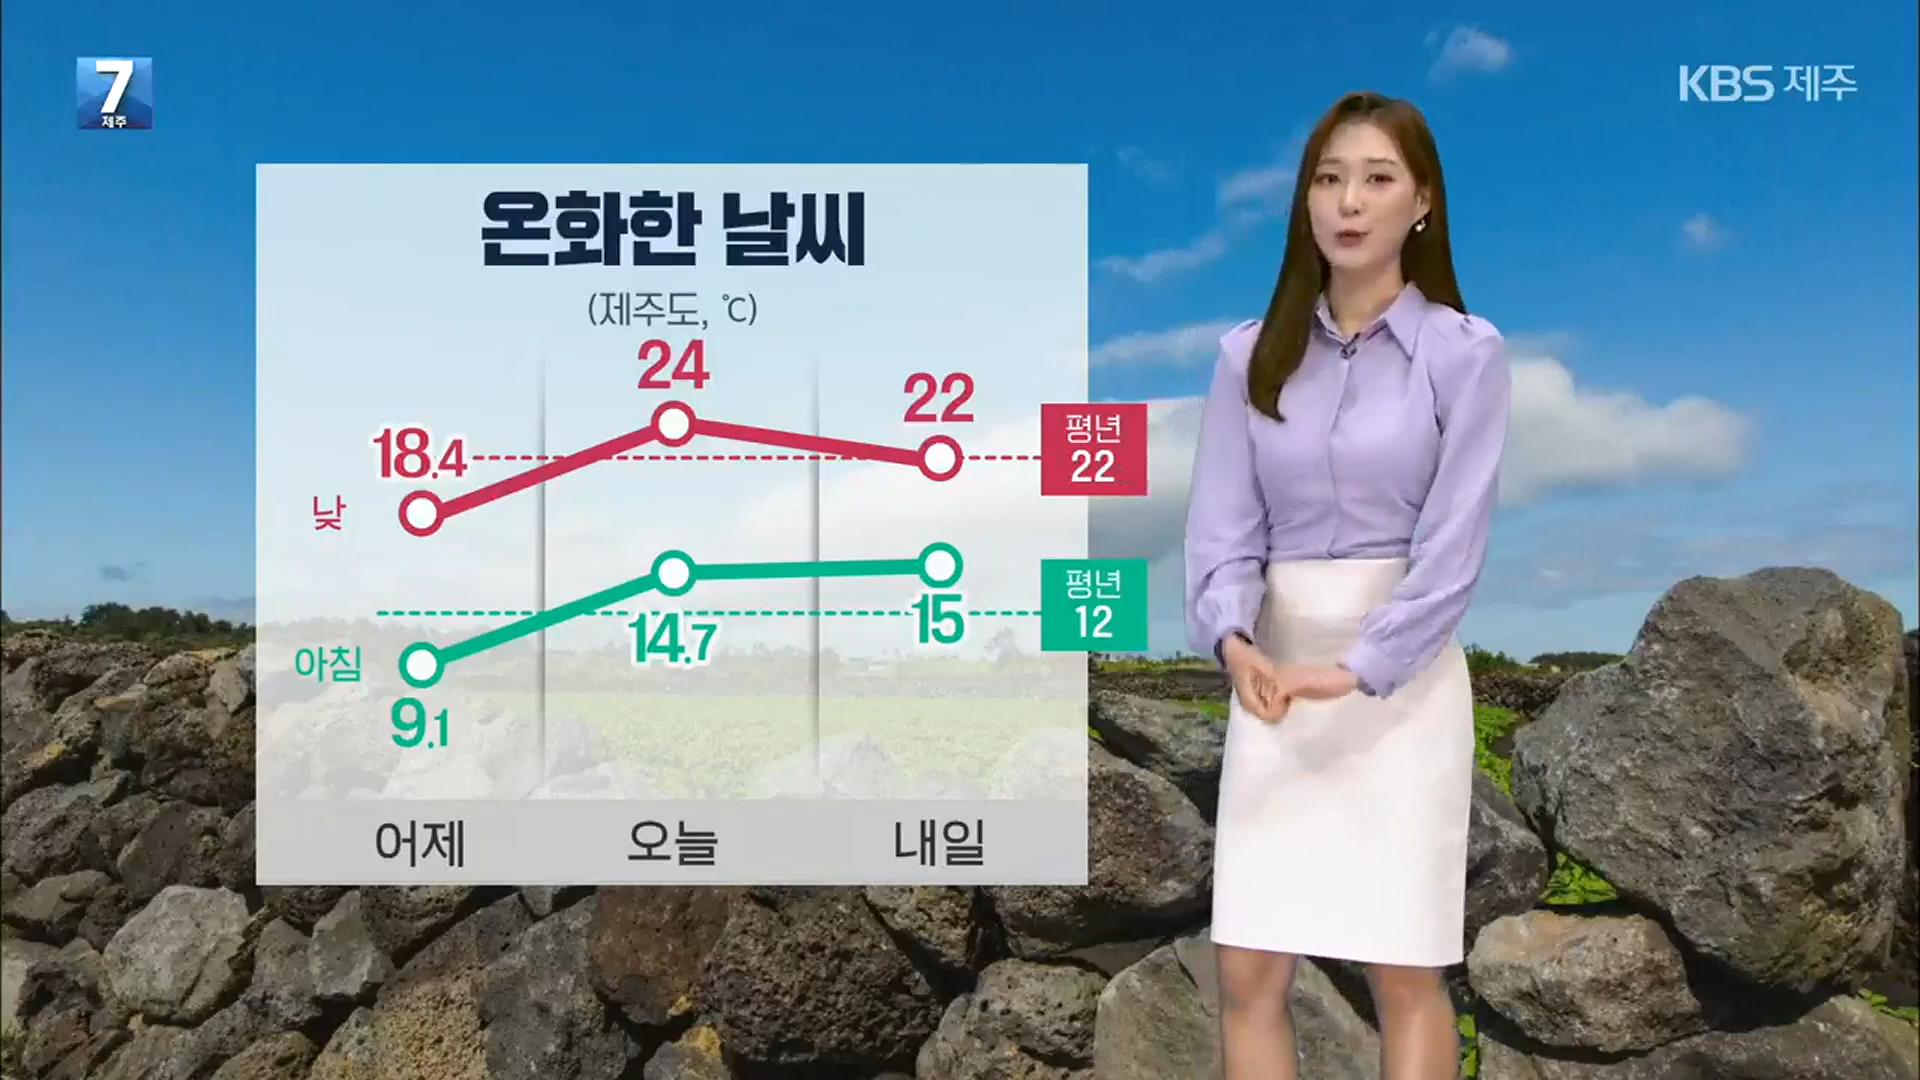 7
제주
KBS 제주
온화한 날씨
(제주도, ℃)
24
22
18.4
평년
22
낮
평년
12
14.7
15
아침
9.1
어제 오늘 내일